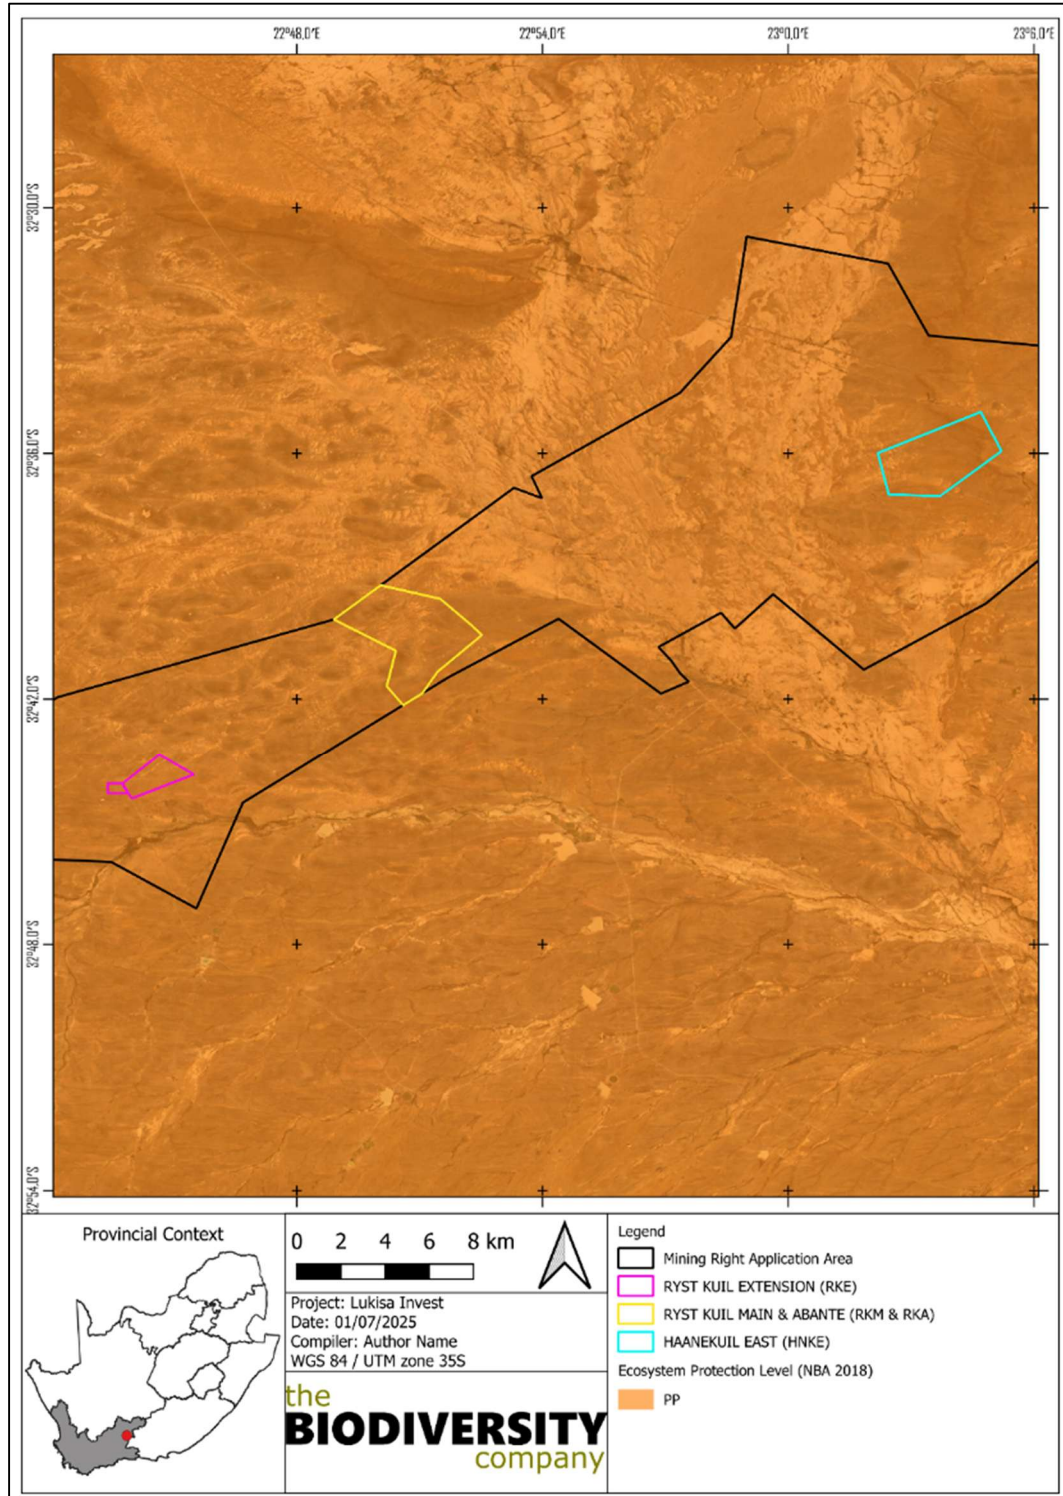 22°48,0'E 22°54,0'E 23°0,0'E 23°6,0'E
32°30,0'S
32°36,0'S
32°42,0'S
32°48,0'S
32°54,0'S
Provincial Context
0 2 4 6 8 km
Project: Lukisa Invest
Date: 01/07/2025
Compiler: Author Name
WGS 84 / UTM zone 35S
the
BIODIVERSITY
company
Legend
Mining Right Application Area
RYST KUIL EXTENSION (RKE)
RYST KUIL MAIN & ABANTE (RKM & RKA)
HAANEKUIL EAST (HNKE)
Ecosystem Protection Level (NBA 2018)
PP